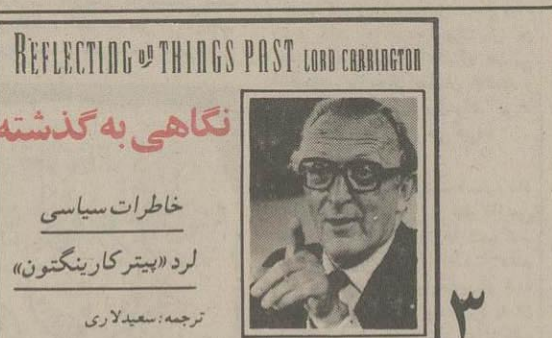 REFLECTING ON THINGS PAST LORD CARRINGTON
نگاهی به گذشته
خاطرات سیاسی
لرد «پیتر کارینگتون»
ترجمه: سعید لاری
۳